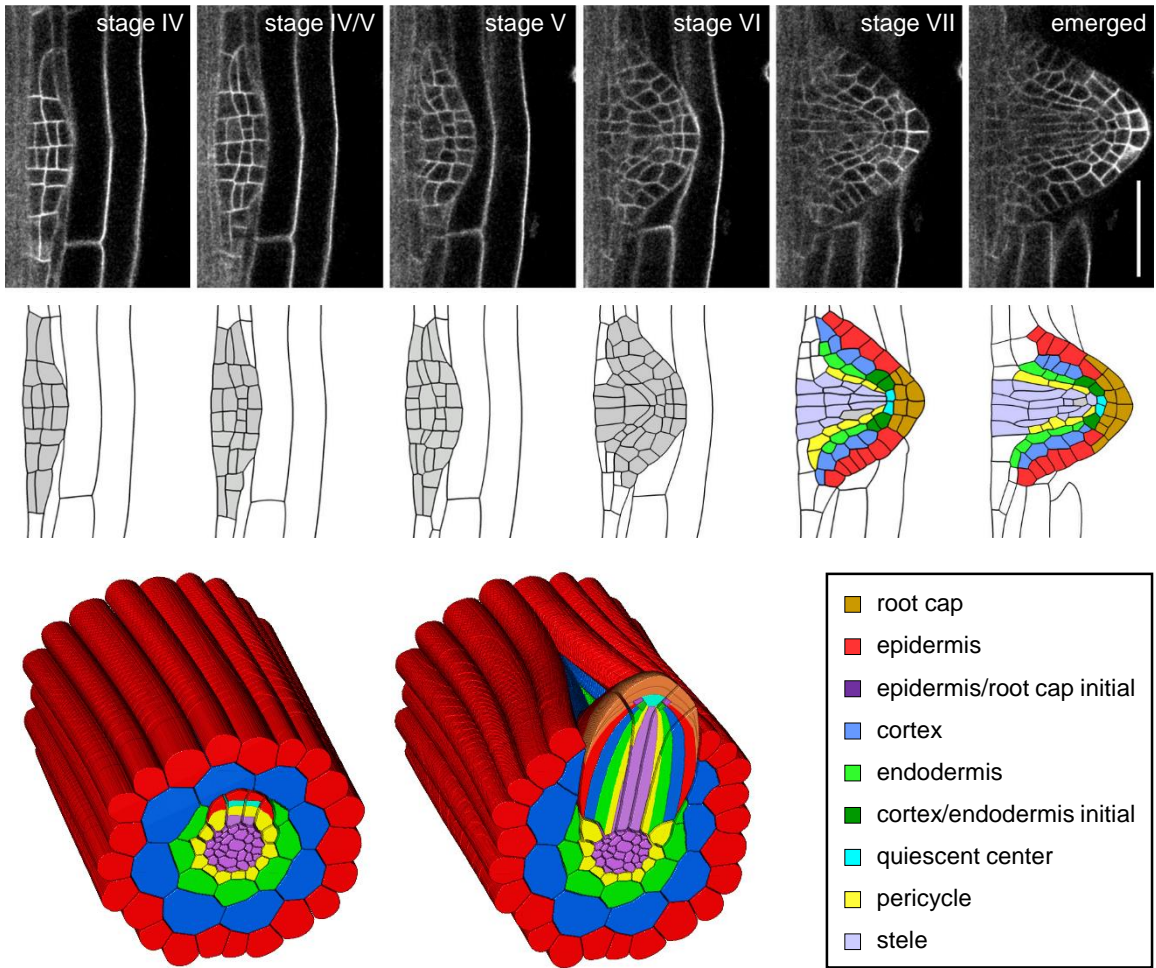 stage IV
stage IV/V
stage V
stage VI
stage VII
emerged
root cap
epidermis
epidermis/root cap initial
cortex
endodermis
cortex/endodermis initial
quiescent center
pericycle
stele